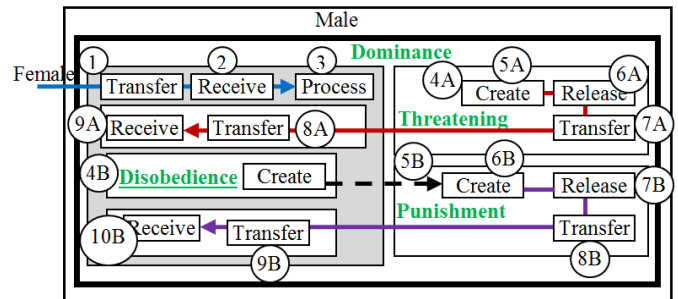 Male
1 2 3 Dominance 5A
Female Transfer Receive Process 4A Create Release 6A
9A Receive Transfer 8A Threatening Transfer 7A
4B Disobedience Create 5B 6B Create Release 7B
Punishment
10B Receive Transfer Transfer
9B 8B